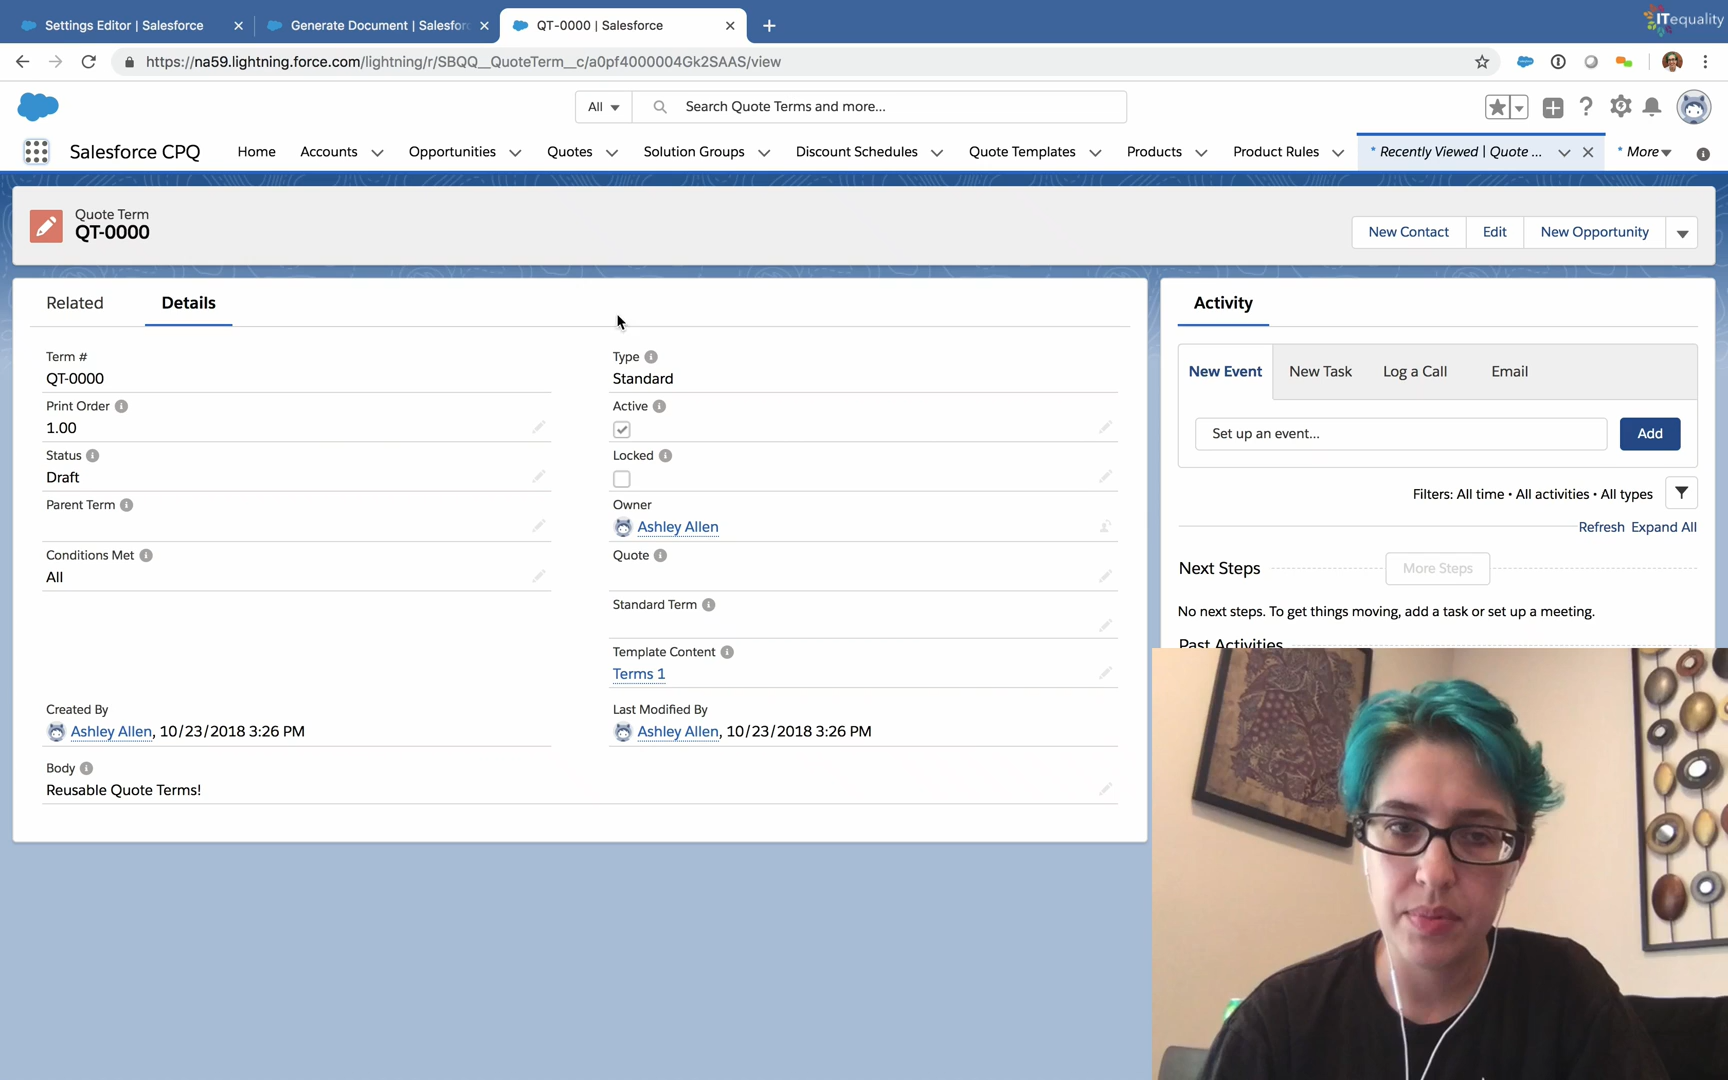 Settings Editor | Salesforce
Generate Document | Salesfor
QT-0000 | Salesforce
ITequality
https://na59.lightning.force.com/lightning/r/SBQQ__QuoteTerm__c/a0pf4000004Gk2SAAS/view
All
Search Quote Terms and more...
Salesforce CPQ
Home
Accounts
Opportunities
Quotes
Solution Groups
Discount Schedules
Quote Templates
Products
Product Rules
* Recently Viewed | Quote ...
* More
Quote Term
QT-0000
New Contact
Edit
New Opportunity
Related
Details
Term #
QT-0000
Type
Standard
Print Order
1.00
Active
Status
Draft
Locked
Parent Term
Owner
Ashley Allen
Conditions Met
All
Quote
Standard Term
Template Content
Terms 1
Created By
Ashley Allen, 10/23/2018 3:26 PM
Last Modified By
Ashley Allen, 10/23/2018 3:26 PM
Body
Reusable Quote Terms!
Activity
New Event
New Task
Log a Call
Email
Set up an event...
Add
Filters: All time • All activities • All types
Refresh
Expand All
Next Steps
More Steps
No next steps. To get things moving, add a task or set up a meeting.
Past Activities